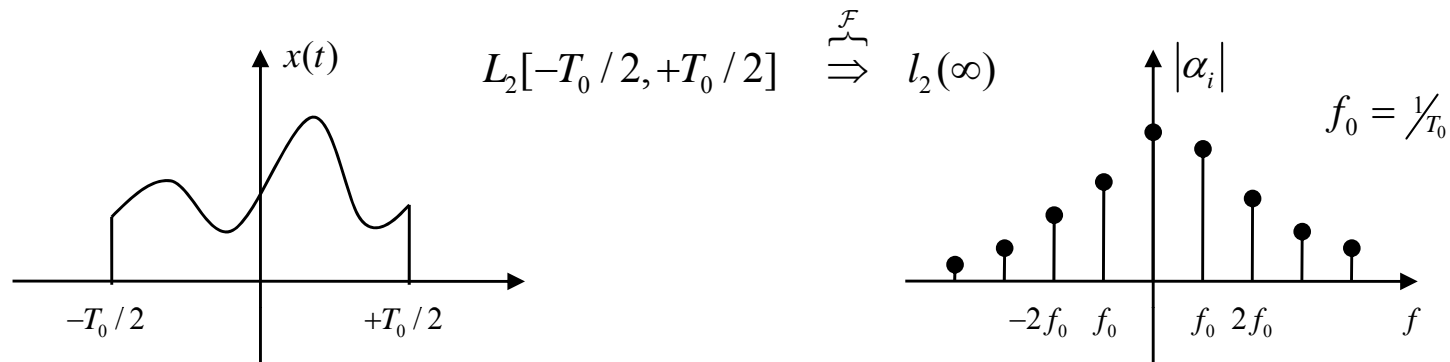 x(t)
L₂[−T₀ / 2, +T₀ / 2] ⇒ l₂(∞)
ℱ
|αᵢ|
f₀ = 1/T₀
−T₀ / 2 +T₀ / 2
−2f₀ f₀ f₀ 2f₀ f